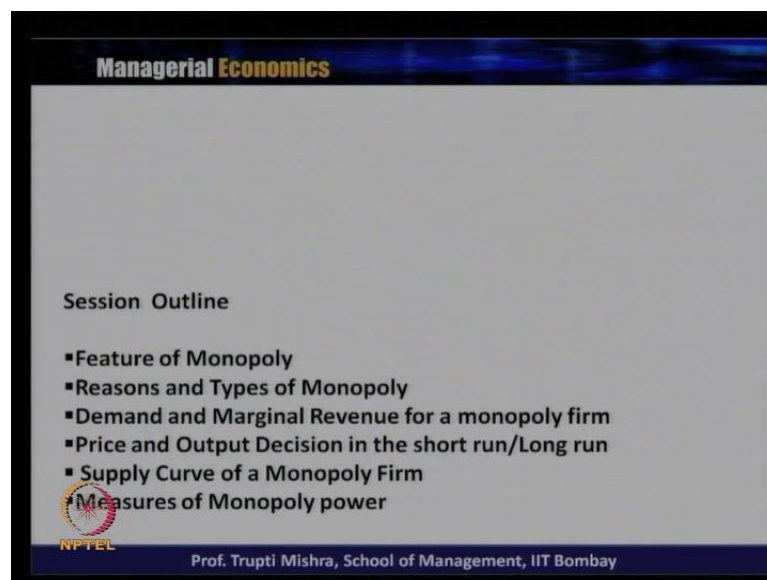 Managerial Economics
Session Outline
▪Feature of Monopoly
▪Reasons and Types of Monopoly
▪Demand and Marginal Revenue for a monopoly firm
▪Price and Output Decision in the short run/Long run
▪ Supply Curve of a Monopoly Firm
▪Measures of Monopoly power
NPTEL
Prof. Trupti Mishra, School of Management, IIT Bombay